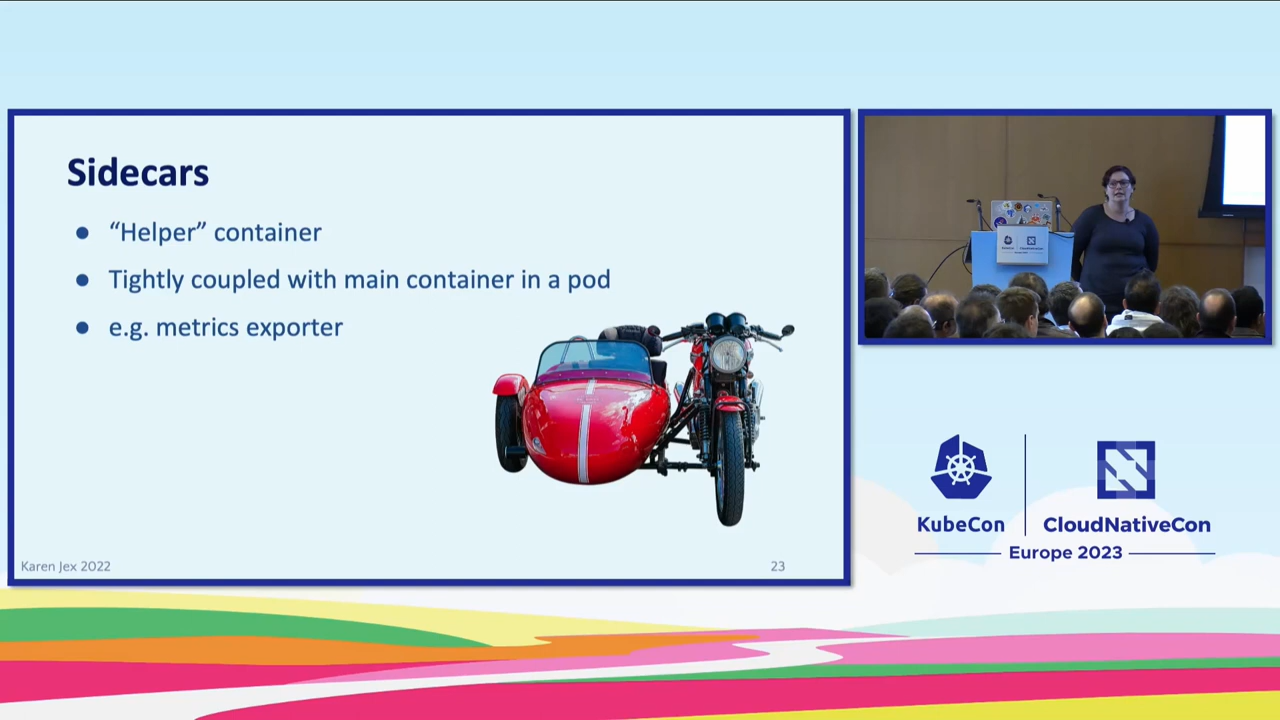 Sidecars
● “Helper” container
● Tightly coupled with main container in a pod
● e.g. metrics exporter
Karen Jex 2022
23
KubeCon
CloudNativeCon
Europe 2023